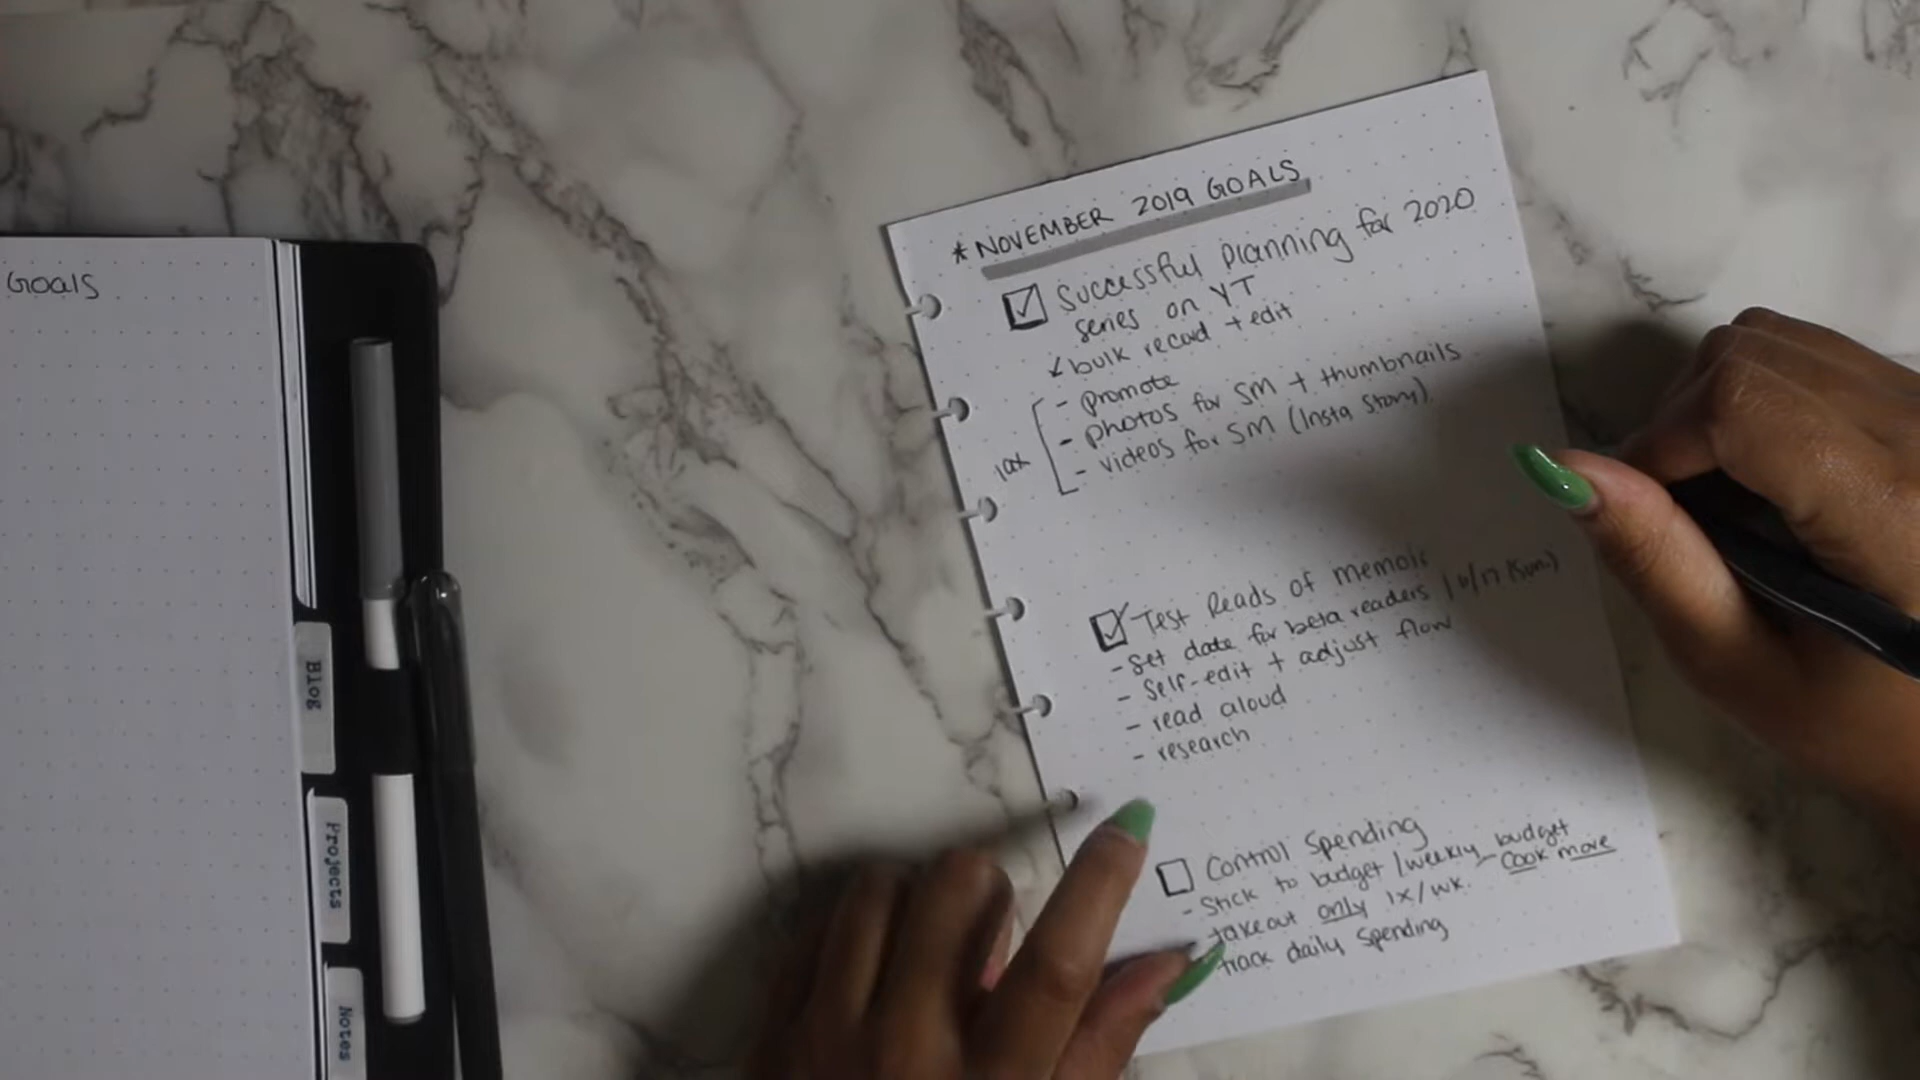 Goals
Blog
Projects
Notes
* NOVEMBER 2019 GOALS
Successful planning for 2020
series on YT
bulk record + edit
- promote
- photos for SM + thumbnails
- videos for SM (Insta Story)
Test Reads of memoir
- Set date for beta readers
- Self-edit + adjust flow
- read aloud
- research
Control Spending
- Stick to budget / weekly budget
takeout only 1x/wk. - Cook more
track daily spending